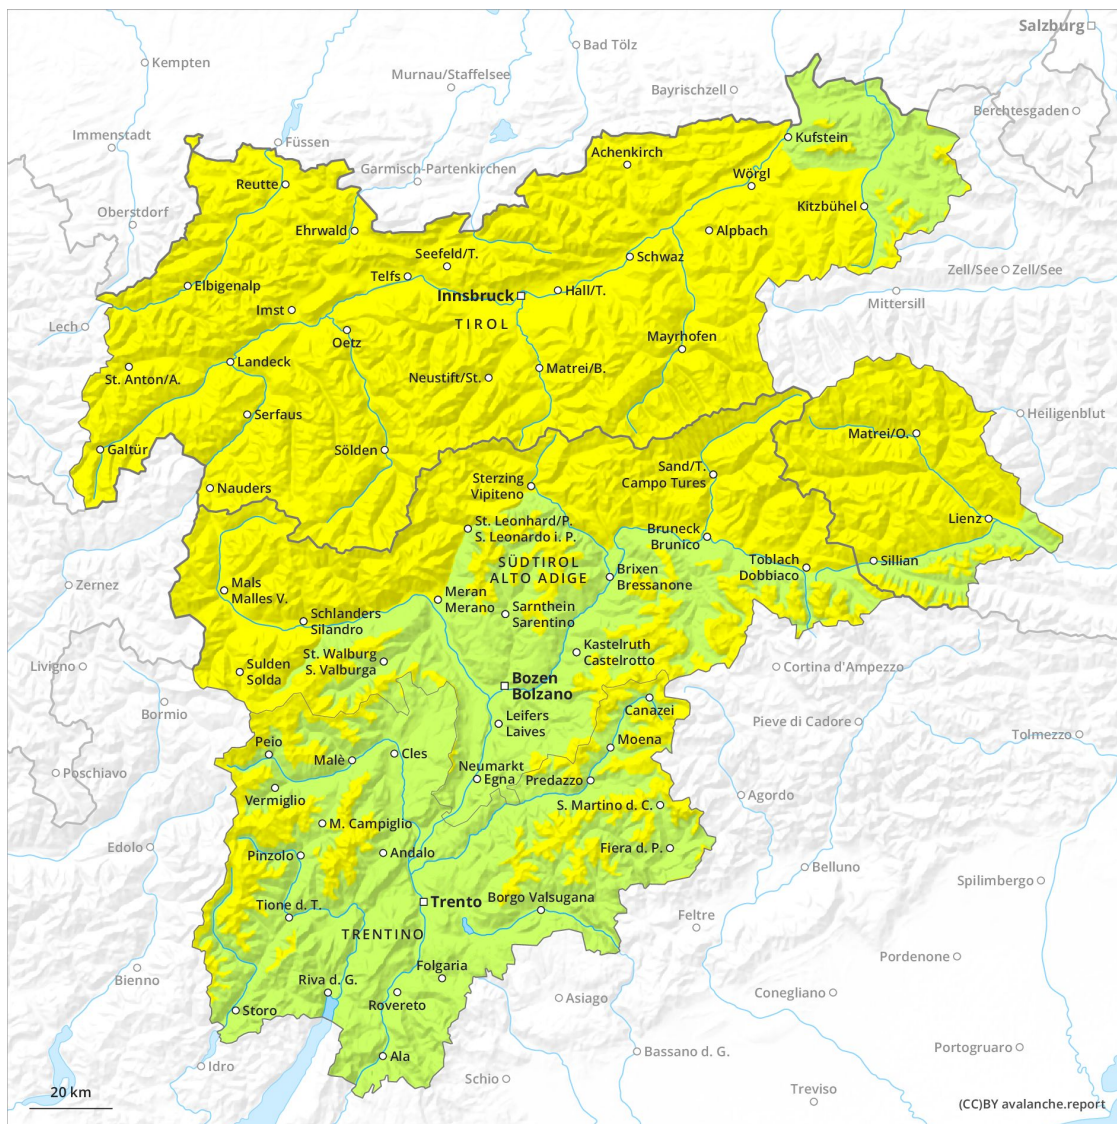 Salzburg
Bad Tölz
Kempten
Murnau/Staffelsee
Bayrischzell
Berchtesgaden
Immenstadt
Füssen
Kufstein
Achenkirch
Garmisch-Partenkirchen
Wörgl
Reutte
Kitzbühel
Oberstdorf
Ehrwald
Alpbach
Seefeld/T.
Schwaz
Telfs
Zell/See
Zell/See
Elbigenalp
Hall/T.
Innsbruck
Mittersill
Imst
TIROL
Lech
Oetz
Mayrhofen
Landeck
Matrei/B.
St. Anton/A.
Neustift/St.
Serfaus
Heiligenblut
Matrei/O.
Galtür
Sölden
Sand/T.
Campo Tures
Sterzing
Vipiteno
Nauders
Lienz
St. Leonhard/P.
S. Leonardo i. P.
Bruneck
Brunico
SÜDTIROL
ALTO ADIGE
Toblach
Dobbiaco
Sillian
Brixen
Bressanone
Zernez
Mals
Malles V.
Meran
Merano
Sarnthein
Sarentino
Schlanders
Silandro
Kastelruth
Castelrotto
St. Walburg
S. Valburga
Livigno
Sulden
Solda
Cortina d'Ampezzo
Bozen
Bolzano
Canazei
Bormio
Leifers
Laives
Pieve di Cadore
Tolmezzo
Peio
Moena
Cles
Malè
Poschiavo
Neumarkt
Egna
Predazzo
Vermiglio
Agordo
S. Martino d. C.
M. Campiglio
Edolo
Pinzolo
Andalo
Fiera d. P.
Belluno
Spilimbergo
Trento
Borgo Valsugana
Tione d. T.
Feltre
TRENTINO
Pordenone
Folgaria
Bienno
Riva d. G.
Rovereto
Conegliano
Asiago
Storo
Portogruaro
Bassano d. G.
Ala
Idro
Schio
Treviso
20 km
(CC)BY avalanche.report